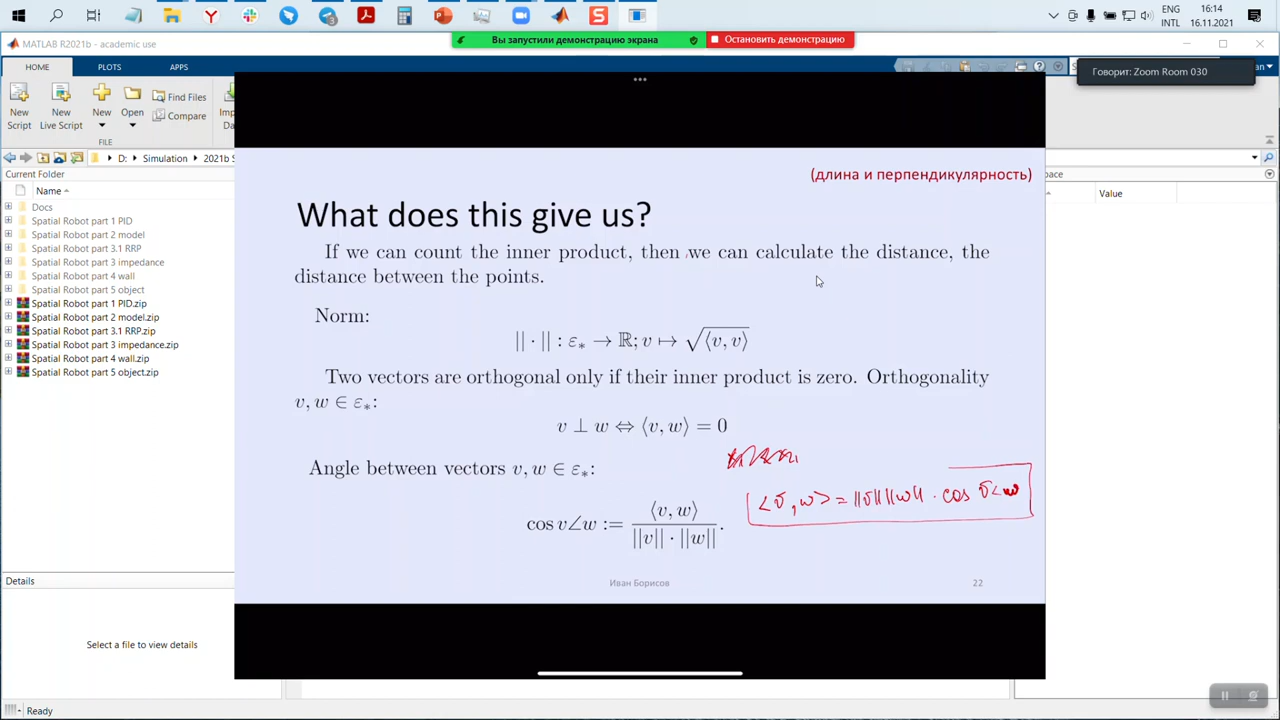 ENG
16:14
INTL
16.11.2021
MATLAB R2021b - academic use
Вы запустили демонстрацию экрана
Остановить демонстрацию
HOME
PLOTS
APPS
Говорит: Zoom Room 030
New Script
New Live Script
New
Open
Find Files
Compare
FILE
D:
Simulation
2021b
Current Folder
Name
Value
Docs
Spatial Robot part 1 PID
Spatial Robot part 2 model
Spatial Robot part 3.1 RRP
Spatial Robot part 3 impedance
Spatial Robot part 4 wall
Spatial Robot part 5 object
Spatial Robot part 1 PID.zip
Spatial Robot part 2 model.zip
Spatial Robot part 3.1 RRP.zip
Spatial Robot part 3 impedance.zip
Spatial Robot part 4 wall.zip
Spatial Robot part 5 object.zip
Details
Select a file to view details
Ready
(длина и перпендикулярность)
What does this give us?
If we can count the inner product, then we can calculate the distance, the
distance between the points.
Norm:
|| · || : ε* → ℝ; v ↦ √⟨v, v⟩
Two vectors are orthogonal only if their inner product is zero. Orthogonality
v, w ∈ ε*:
v ⊥ w ⇔ ⟨v, w⟩ = 0
Angle between vectors v, w ∈ ε*:
cos v∠w := ⟨v, w⟩ / ||v|| · ||w||.
<v, w> = ||v|| ||w|| · cos v∠w
Иван Борисов
22